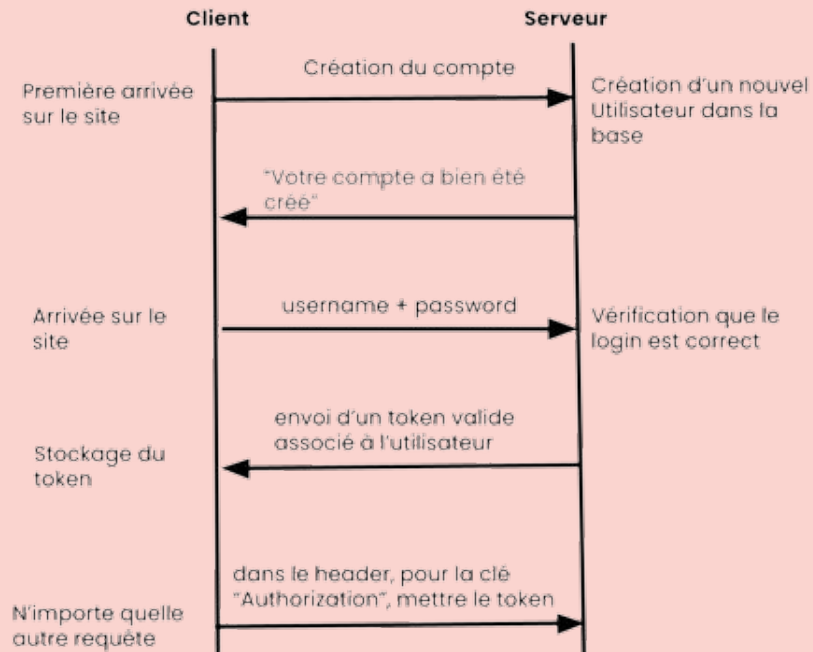 Client
Serveur
Première arrivée
sur le site
Création du compte
Création d'un nouvel
Utilisateur dans la
base
"Votre compte a bien été
créé"
Arrivée sur le
site
username + password
Vérification que le
login est correct
envoi d'un token valide
associé à l'utilisateur
Stockage du
token
dans le header, pour la clé
"Authorization", mettre le token
N'importe quelle
autre requête